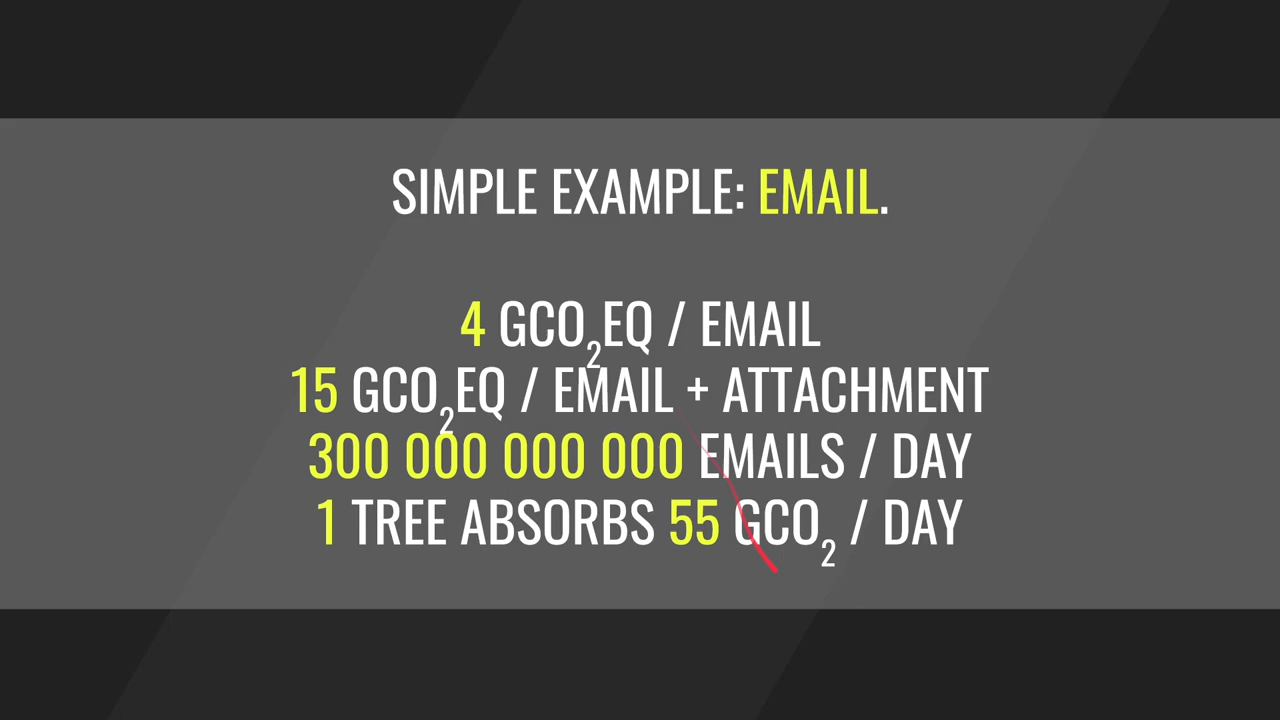 SIMPLE EXAMPLE: EMAIL.
4 GCO₂EQ / EMAIL
15 GCO₂EQ / EMAIL + ATTACHMENT
300 000 000 000 EMAILS / DAY
1 TREE ABSORBS 55 GCO₂ / DAY